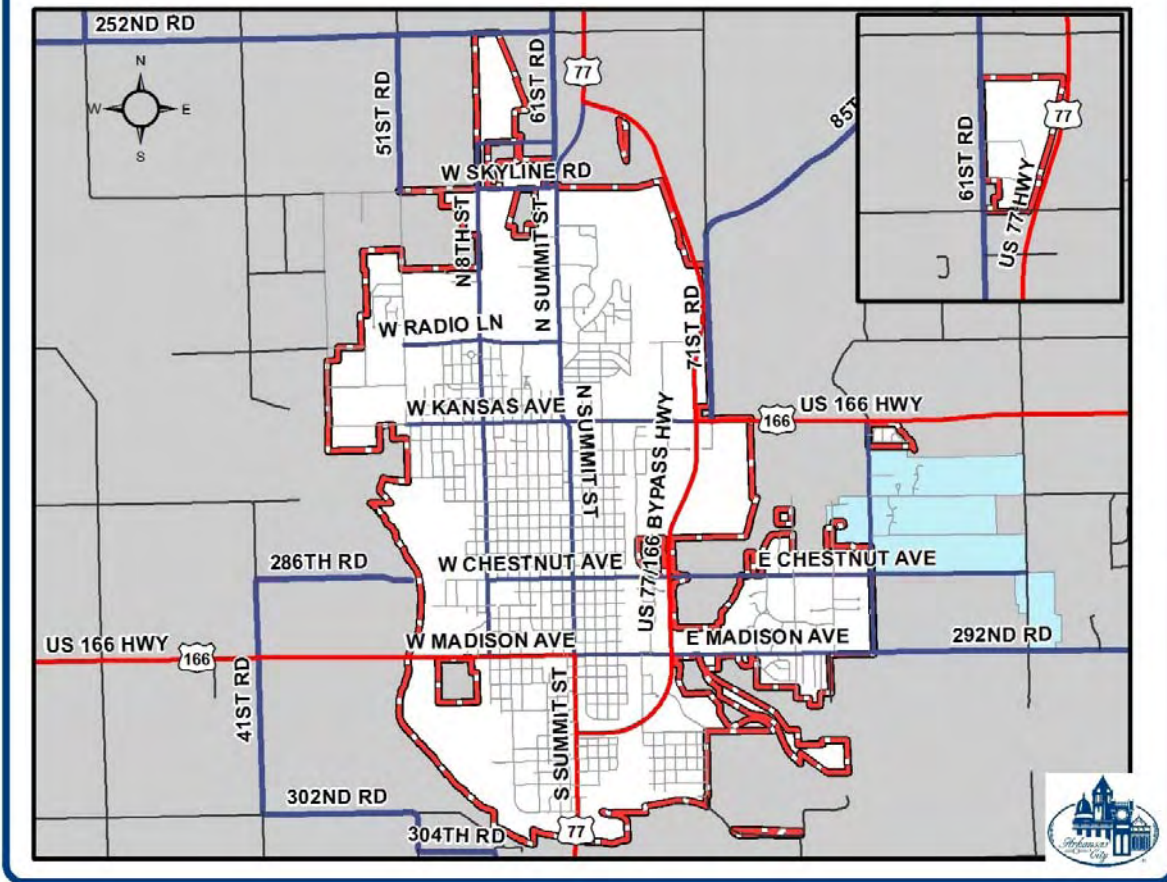 252ND RD
N
W
E
S
51ST RD
61ST RD
77
85T
61ST RD
77
US 77 HWY
W SKYLINE RD
N 8TH ST
N SUMMIT ST
W RADIO LN
71ST RD
W KANSAS AVE
US 166 HWY
166
N SUMMIT ST
US 77/166 BYPASS HWY
286TH RD
W CHESTNUT AVE
E CHESTNUT AVE
US 166 HWY
166
W MADISON AVE
E MADISON AVE
292ND RD
41ST RD
S SUMMIT ST
302ND RD
304TH RD
77
Arkansas
City